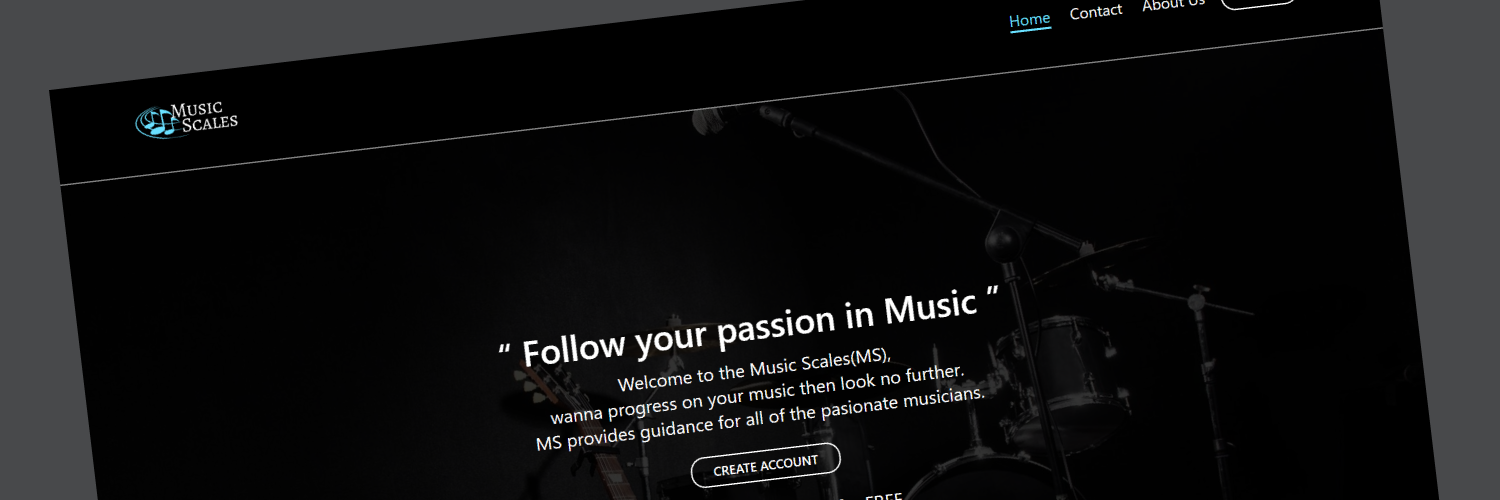 Home Contact About Us
MUSIC
SCALES
“ Follow your passion in Music ”
Welcome to the Music Scales(MS),
wanna progress on your music then look no further.
MS provides guidance for all of the pasionate musicians.
CREATE ACCOUNT
FREE